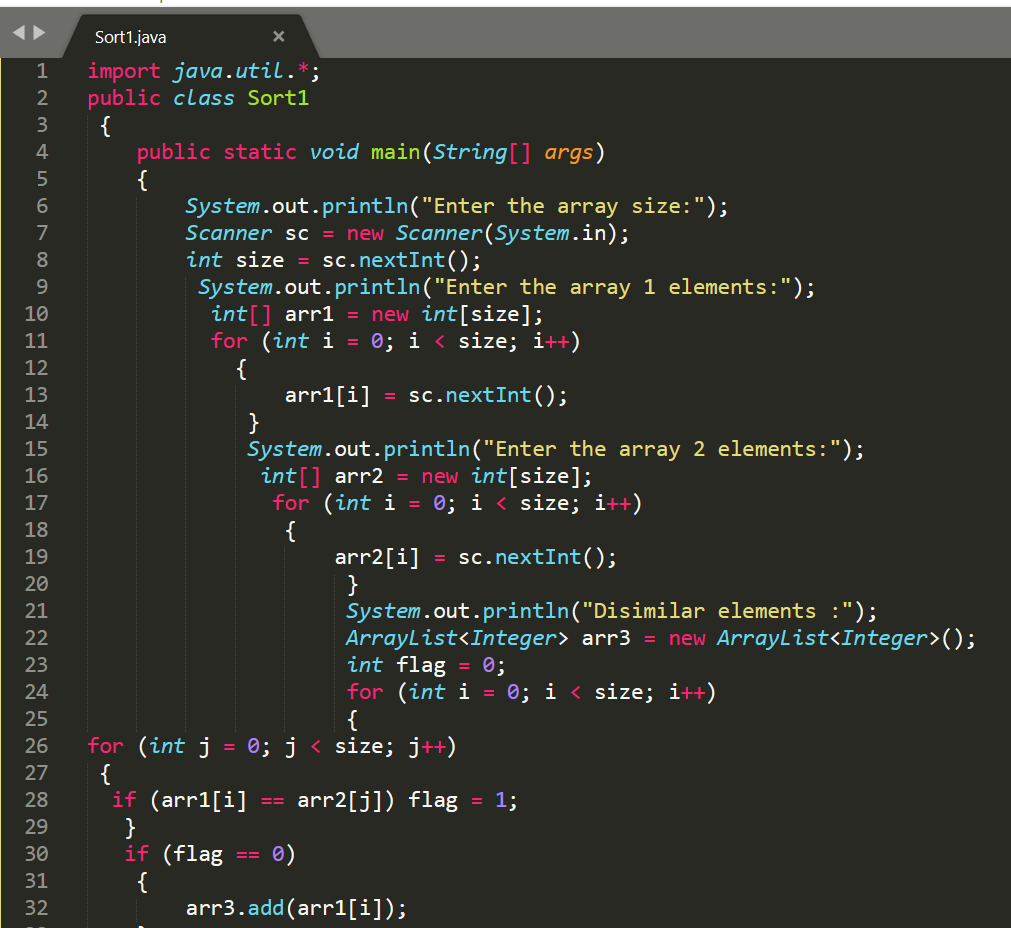 Sort1.java ×
1 import java.util.*;
2 public class Sort1
3 {
4 public static void main(String[] args)
5 {
6 System.out.println("Enter the array size:");
7 Scanner sc = new Scanner(System.in);
8 int size = sc.nextInt();
9 System.out.println("Enter the array 1 elements:");
10 int[] arr1 = new int[size];
11 for (int i = 0; i < size; i++)
12 {
13 arr1[i] = sc.nextInt();
14 }
15 System.out.println("Enter the array 2 elements:");
16 int[] arr2 = new int[size];
17 for (int i = 0; i < size; i++)
18 {
19 arr2[i] = sc.nextInt();
20 }
21 System.out.println("Disimilar elements :");
22 ArrayList<Integer> arr3 = new ArrayList<Integer>();
23 int flag = 0;
24 for (int i = 0; i < size; i++)
25 {
26 for (int j = 0; j < size; j++)
27 {
28 if (arr1[i] == arr2[j]) flag = 1;
29 }
30 if (flag == 0)
31 {
32 arr3.add(arr1[i]);